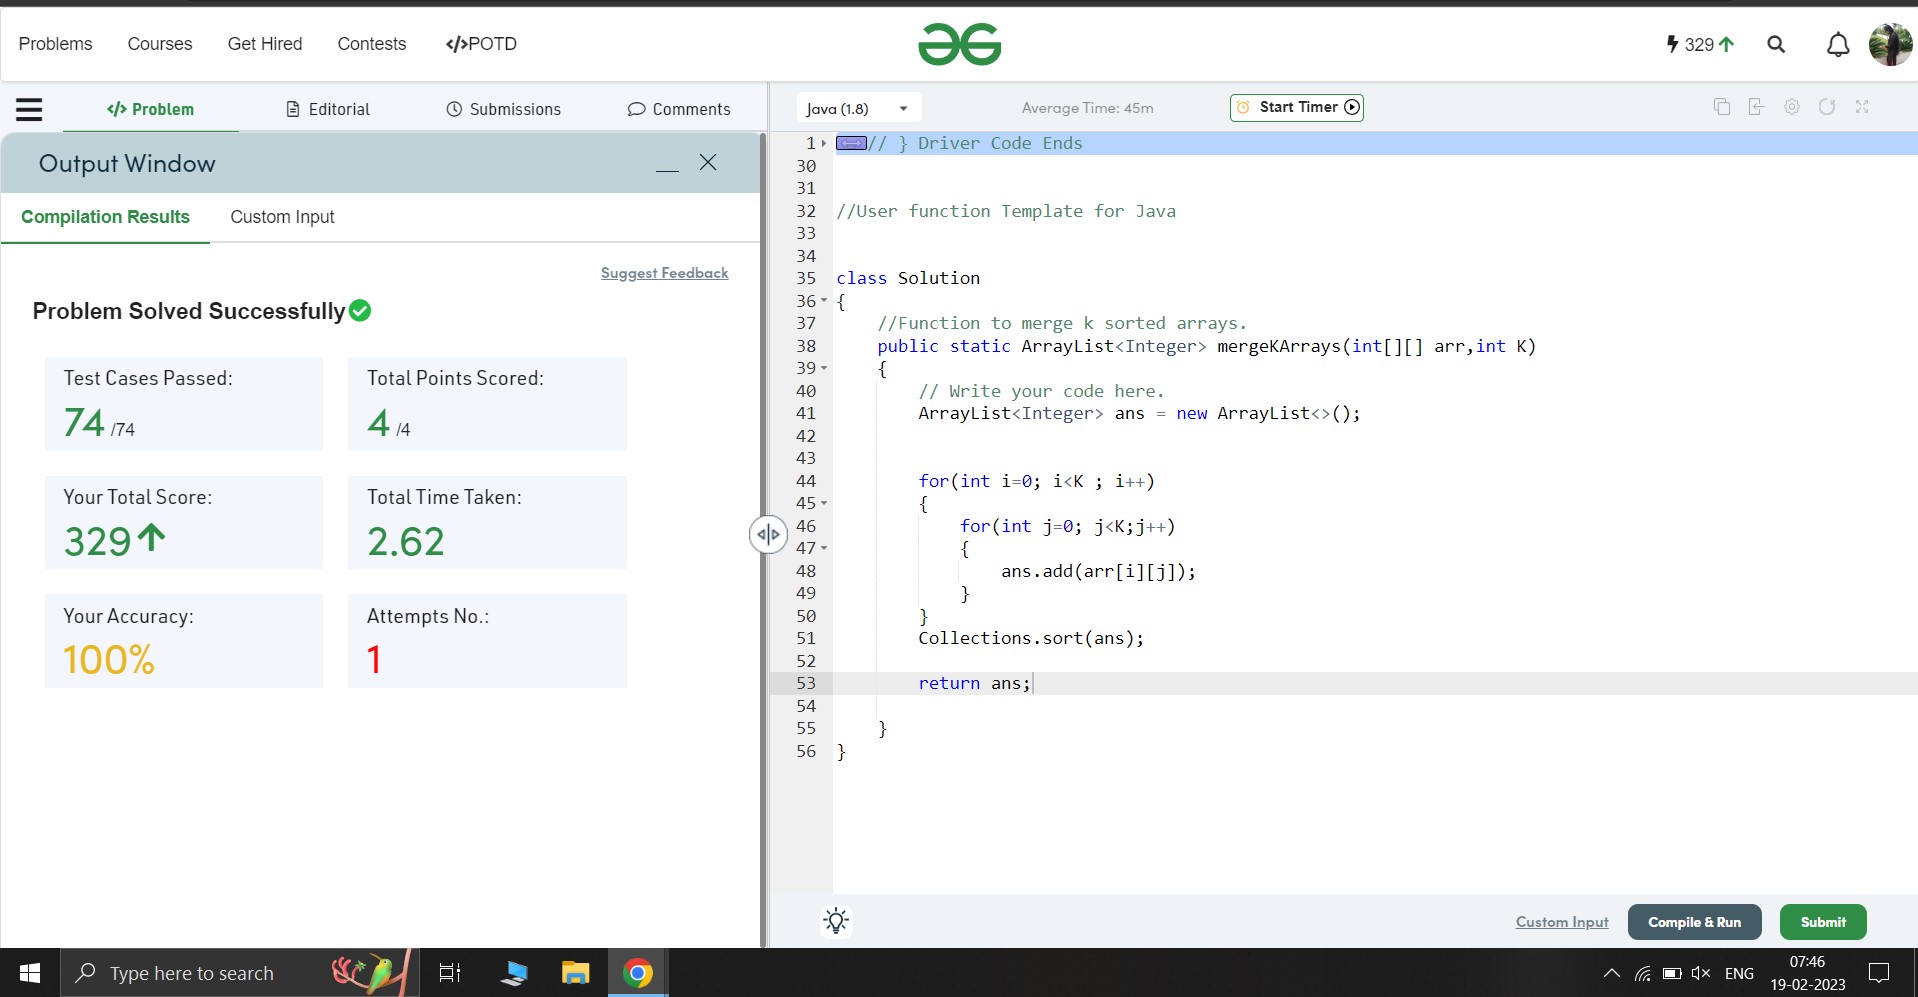 Problems Courses Get Hired Contests </>POTD
329
</> Problem Editorial Submissions Comments
Output Window
Compilation Results Custom Input
Suggest Feedback
Problem Solved Successfully
Test Cases Passed:
74 /74
Total Points Scored:
4 /4
Your Total Score:
329
Total Time Taken:
2.62
Your Accuracy:
100%
Attempts No.:
1
Java (1.8) Average Time: 45m Start Timer
1 // } Driver Code Ends
30
31
32 //User function Template for Java
33
34
35 class Solution
36 {
37 //Function to merge k sorted arrays.
38 public static ArrayList<Integer> mergeKArrays(int[][] arr,int K)
39 {
40 // Write your code here.
41 ArrayList<Integer> ans = new ArrayList<>();
42
43
44 for(int i=0; i<K ; i++)
45 {
46 for(int j=0; j<K;j++)
47 {
48 ans.add(arr[i][j]);
49 }
50 }
51 Collections.sort(ans);
52
53 return ans;
54
55 }
56 }
Custom Input Compile & Run Submit
Type here to search
ENG
07:46
19-02-2023